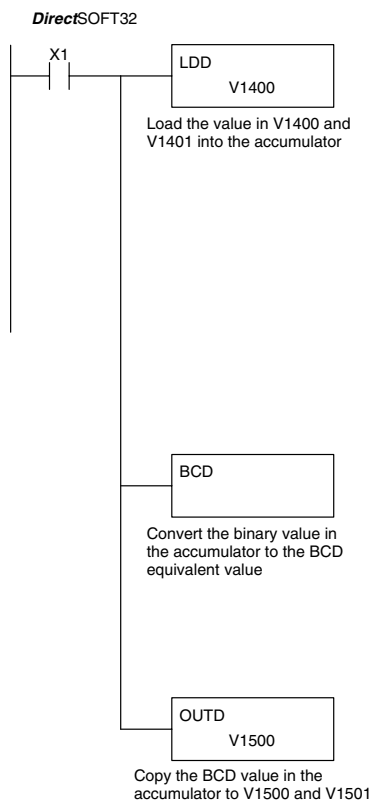 DirectSOFT32
X1
LDD
V1400
Load the value in V1400 and
V1401 into the accumulator
BCD
Convert the binary value in
the accumulator to the BCD
equivalent value
OUTD
V1500
Copy the BCD value in the
accumulator to V1500 and V1501